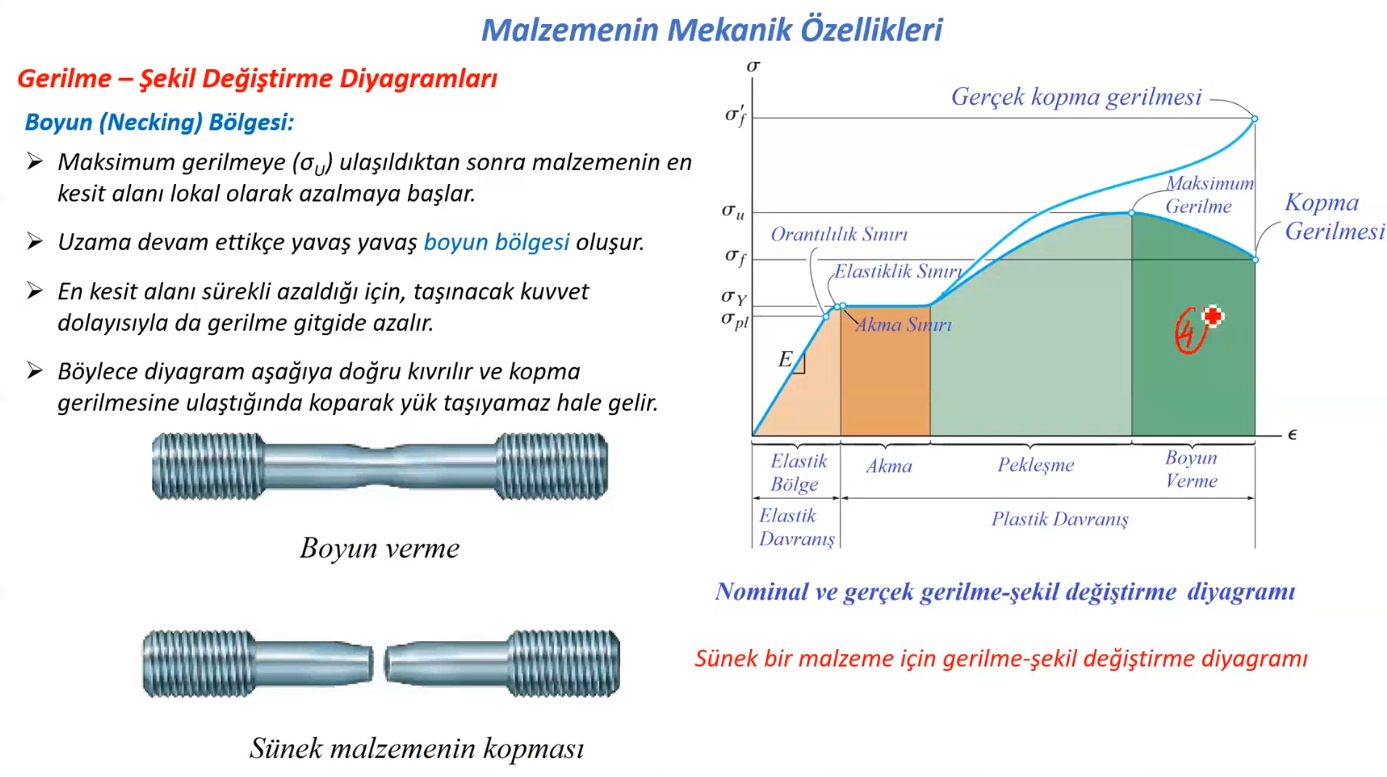 Malzemenin Mekanik Özellikleri
Gerilme – Şekil Değiştirme Diyagramları
Boyun (Necking) Bölgesi:
➢ Maksimum gerilmeye (σU) ulaşıldıktan sonra malzemenin en
kesit alanı lokal olarak azalmaya başlar.
➢ Uzama devam ettikçe yavaş yavaş boyun bölgesi oluşur.
➢ En kesit alanı sürekli azaldığı için, taşınacak kuvvet
dolayısıyla da gerilme gitgide azalır.
➢ Böylece diyagram aşağıya doğru kıvrılır ve kopma
gerilmesine ulaştığında koparak yük taşıyamaz hale gelir.
Boyun verme
Sünek malzemenin kopması
σ
σ′f
σu
σf
σY
σpl
Gerçek kopma gerilmesi
Maksimum
Gerilme
Kopma
Gerilmesi
Orantılılık Sınırı
Elastiklik Sınırı
Akma Sınırı
E
4
ϵ
Elastik
Bölge
Akma
Pekleşme
Boyun
Verme
Elastik
Davranış
Plastik Davranış
Nominal ve gerçek gerilme-şekil değiştirme diyagramı
Sünek bir malzeme için gerilme-şekil değiştirme diyagramı